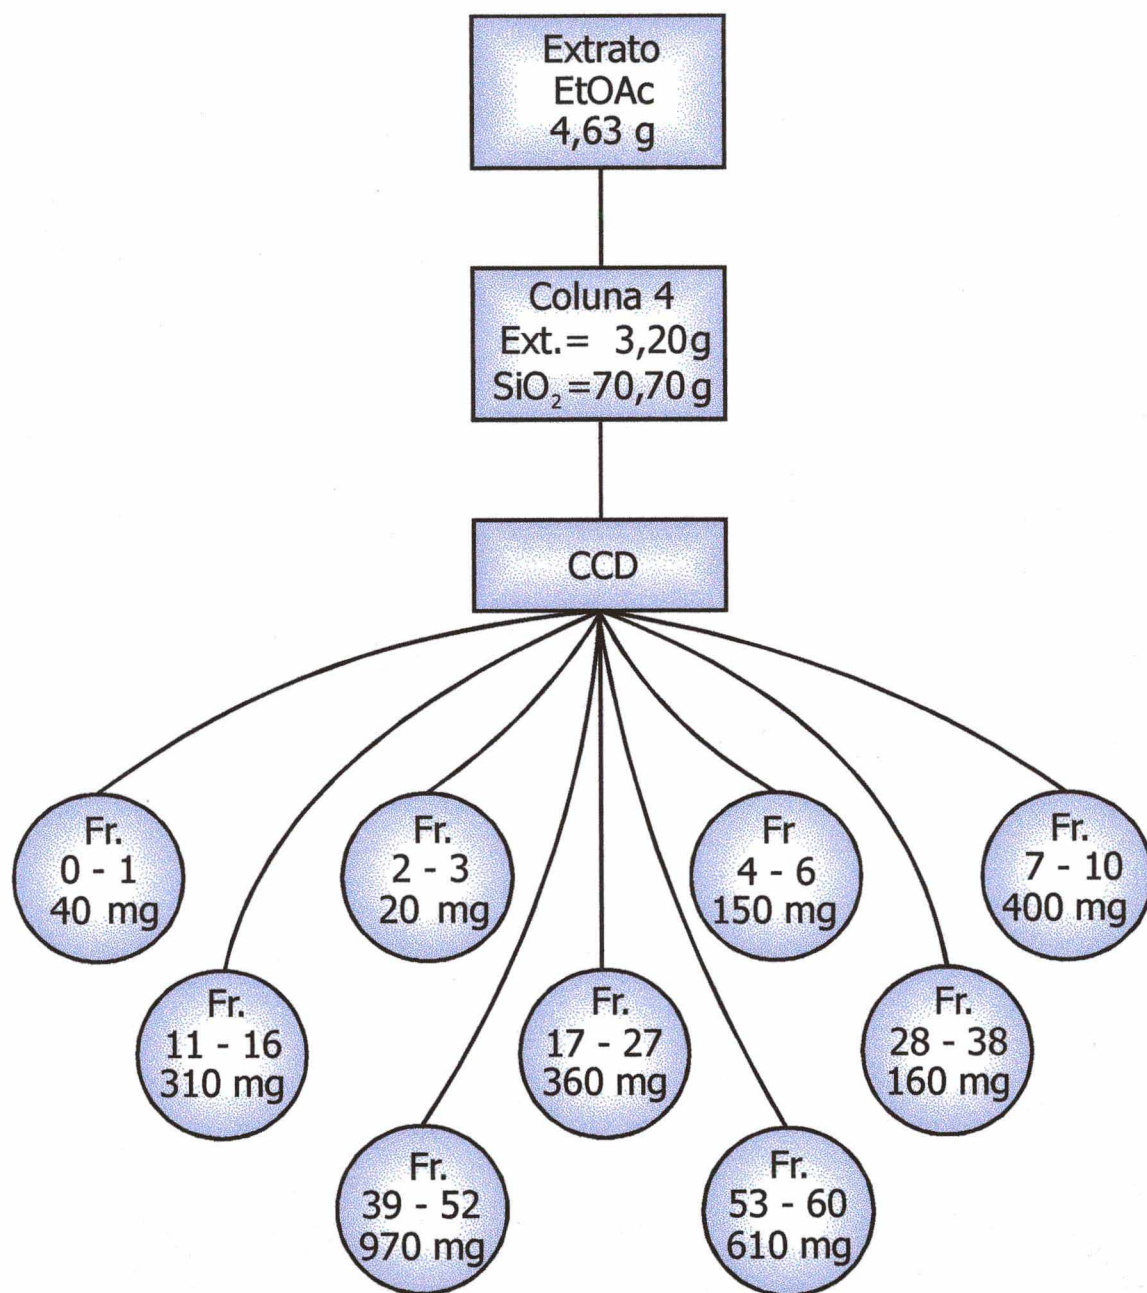 Extrato
EtOAc
4,63 g
Coluna 4
Ext.= 3,20g
SiO₂=70,70g
CCD
Fr.
0 - 1
40 mg
Fr.
2 - 3
20 mg
Fr
4 - 6
150 mg
Fr.
7 - 10
400 mg
Fr.
11 - 16
310 mg
Fr.
17 - 27
360 mg
Fr.
28 - 38
160 mg
Fr.
39 - 52
970 mg
Fr.
53 - 60
610 mg